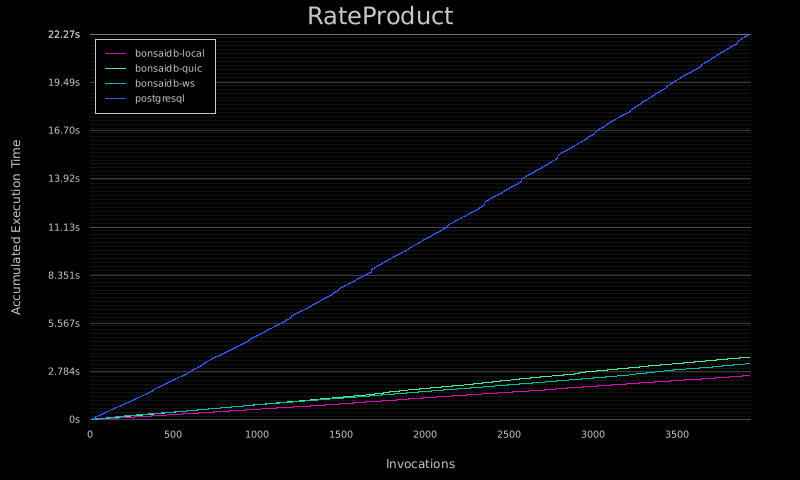 RateProduct
22.27s
19.49s
16.70s
13.92s
11.13s
8.351s
5.567s
2.784s
0s
Accumulated Execution Time
bonsaidb-local
bonsaidb-quic
bonsaidb-ws
postgresql
0 500 1000 1500 2000 2500 3000 3500
Invocations